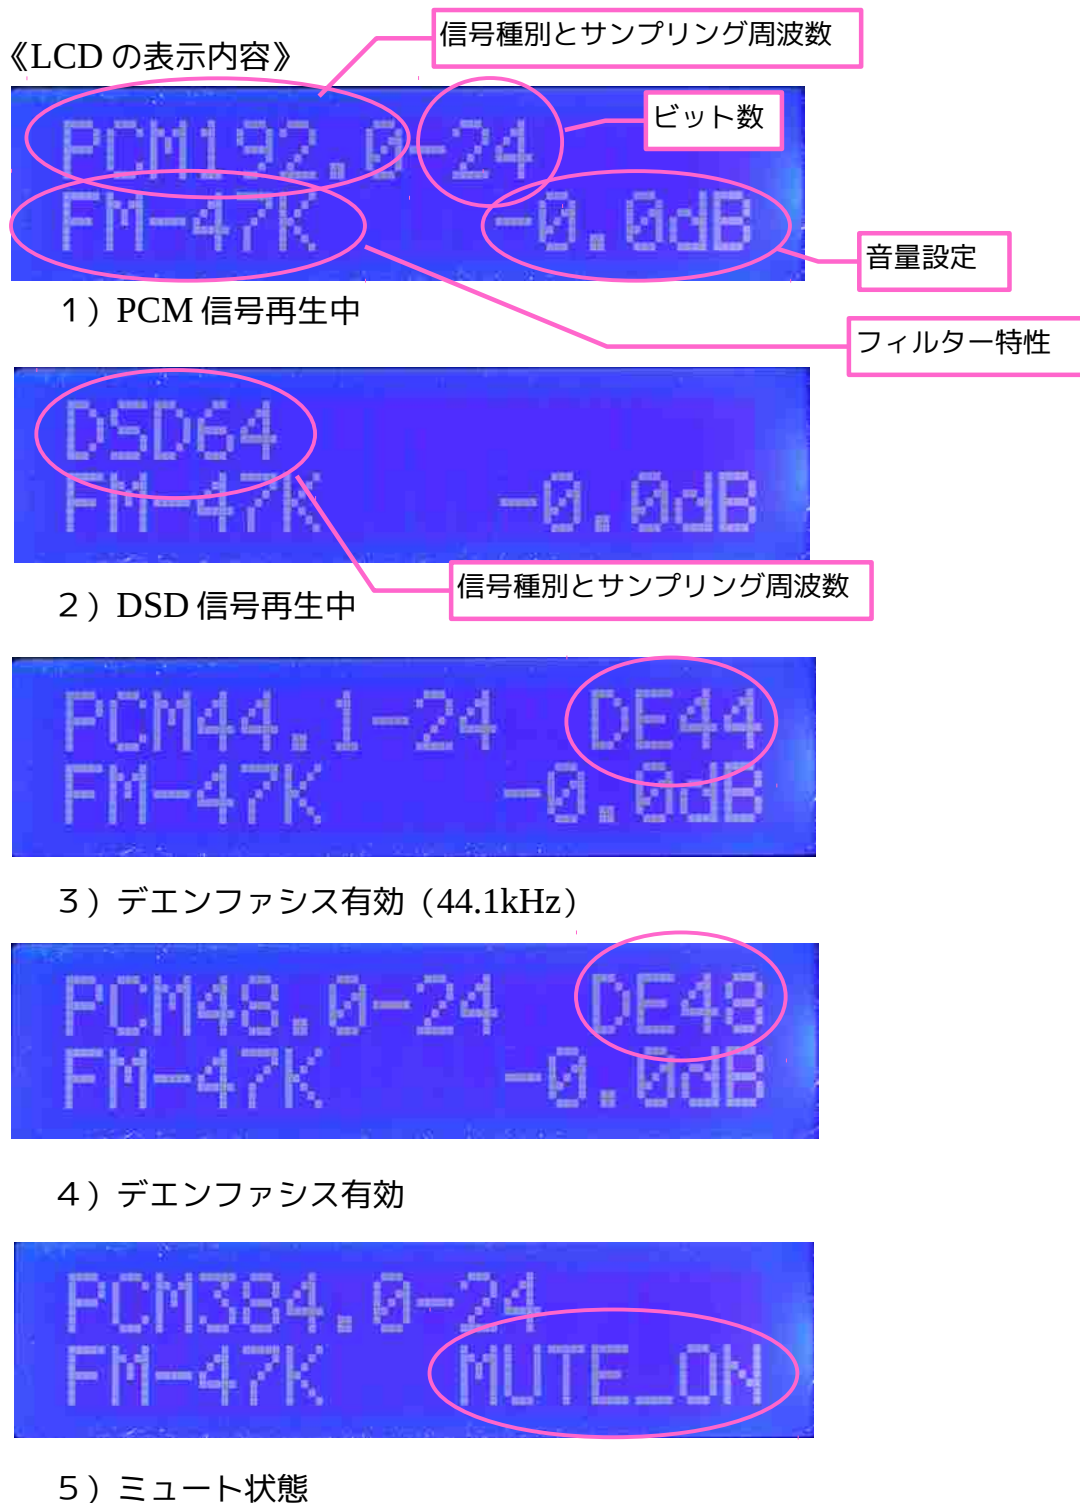 《LCD の表示内容》
信号種別とサンプリング周波数
PCM192.0-24
ビット数
FM-47K -0.0dB
音量設定
1）PCM 信号再生中
フィルター特性
DSD64
FM-47K -0.0dB
信号種別とサンプリング周波数
2）DSD 信号再生中
PCM44.1-24 DE44
FM-47K -0.0dB
3）デエンファシス有効（44.1kHz）
PCM48.0-24 DE48
FM-47K -0.0dB
4）デエンファシス有効
PCM384.0-24
FM-47K MUTE_ON
5）ミュート状態